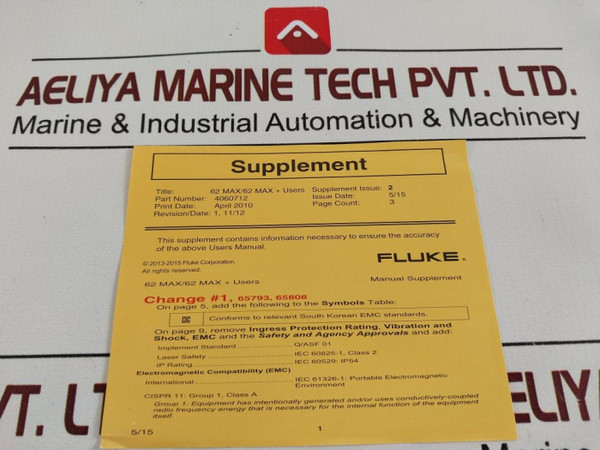 AELIYA MARINE TECH PVT. LTD.
Marine & Industrial Automation & Machinery
Supplement
Title: 62 MAX/62 MAX + Users Supplement Issue: 2
Part Number: 4060712 Issue Date: 5/15
Print Date: April 2010 Page Count: 3
Revision/Date: 1, 11/12
This supplement contains information necessary to ensure the accuracy
of the above Users Manual.
© 2013-2015 Fluke Corporation.
All rights reserved.
FLUKE®
62 MAX/62 MAX + Users Manual Supplement
Change #1, 65793, 65808
On page 5, add the following to the Symbols Table:
Conforms to relevant South Korean EMC standards.
On page 9, remove Ingress Protection Rating, Vibration and
Shock, EMC and the Safety and Agency Approvals and add:
Implement Standard Q/ASF 01
Laser Safety IEC 60825-1, Class 2
IP Rating IEC 60529: IP54
Electromagnetic Compatibility (EMC)
International IEC 61326-1: Portable Electromagnetic
Environment
CISPR 11: Group 1, Class A
Group 1: Equipment has intentionally generated and/or uses conductively-coupled
radio frequency energy that is necessary for the internal function of the equipment
itself.
5/15 1
VT. LTD. AELIY
Marine